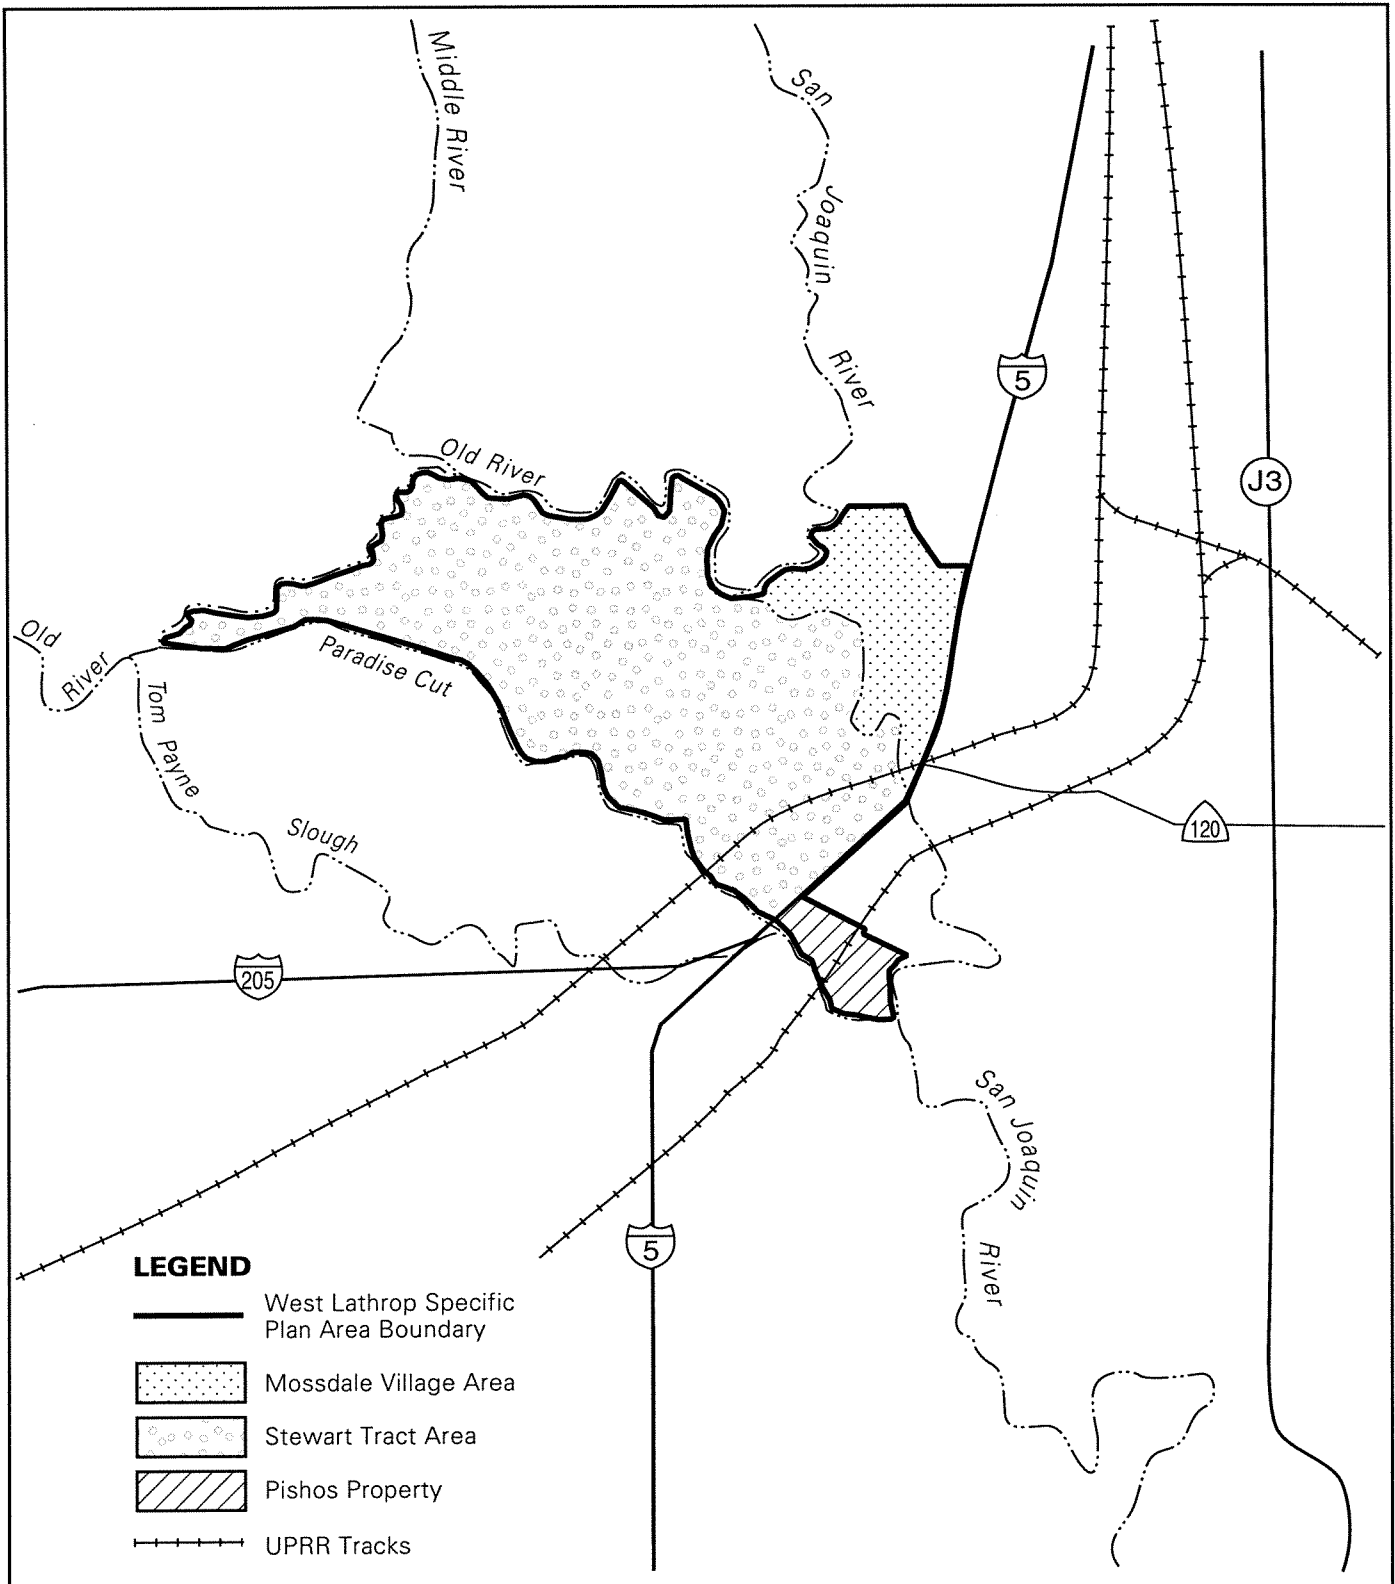 Middle River
San
Joaquin
River
5
J3
Old River
Old
River
Paradise Cut
Tom
Payne
Slough
120
205
San Joaquin
River
5
LEGEND
West Lathrop Specific
Plan Area Boundary
Mossdale Village Area
Stewart Tract Area
Pishos Property
UPRR Tracks